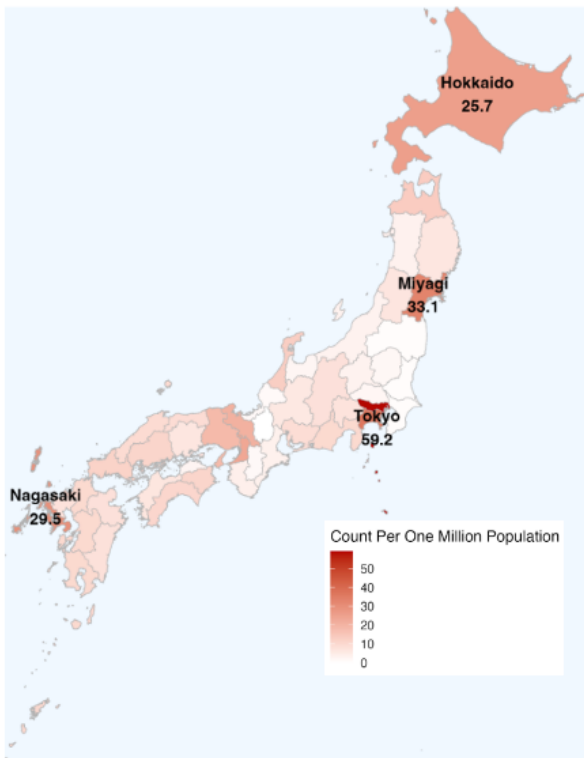 Hokkaido
25.7
Miyagi
33.1
Tokyo
59.2
Nagasaki
29.5
Count Per One Million Population
50
40
30
20
10
0